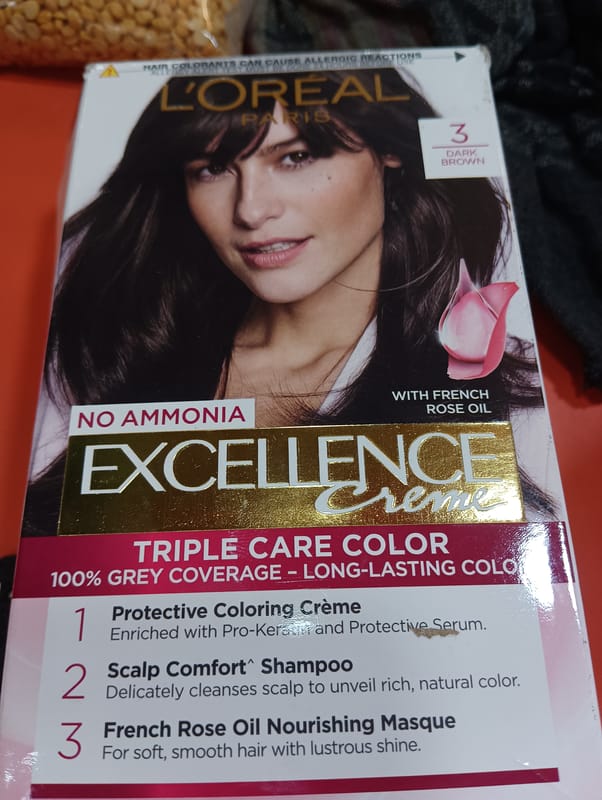 HAIR COLORANTS CAN CAUSE ALLERGIC REACTIONS
L'ORÉAL
PARIS
3
DARK
BROWN
WITH FRENCH
ROSE OIL
NO AMMONIA
EXCELLENCE
Crème
TRIPLE CARE COLOR
100% GREY COVERAGE – LONG-LASTING COLO
1 Protective Coloring Crème
Enriched with Pro-Keratin and Protective Serum.
2 Scalp Comfort^ Shampoo
Delicately cleanses scalp to unveil rich, natural color.
3 French Rose Oil Nourishing Masque
For soft, smooth hair with lustrous shine.